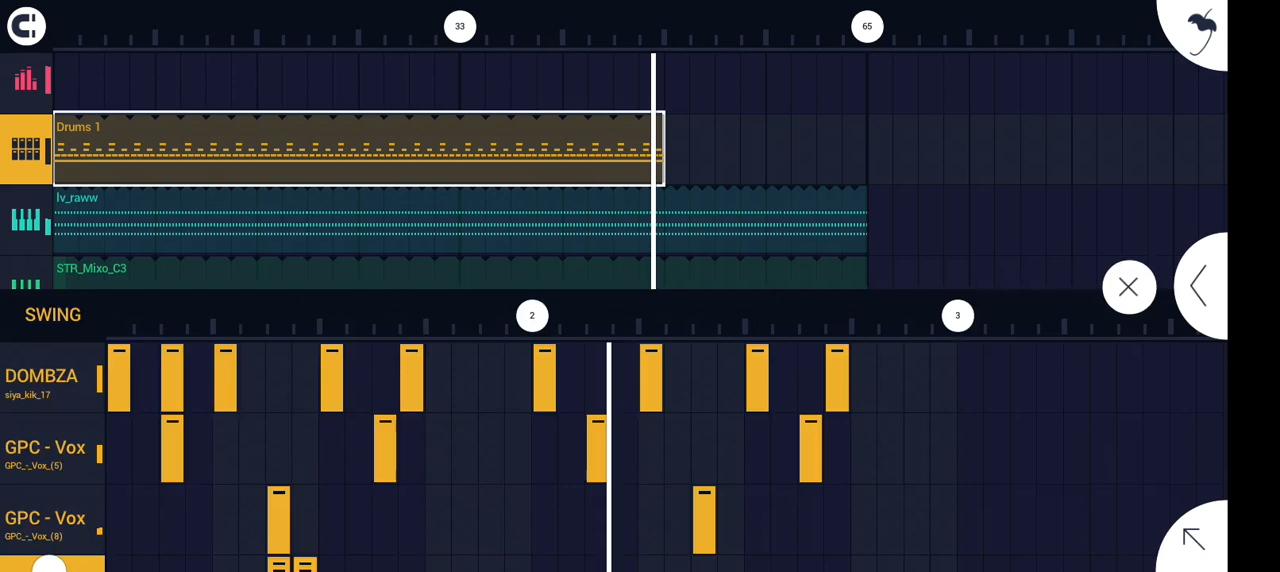 33
65
Drums 1
lv_raww
STR_Mixo_C3
SWING
2
3
DOMBZA
siya_kik_17
GPC - Vox
GPC_-_Vox_(5)
GPC - Vox
GPC_-_Vox_(8)